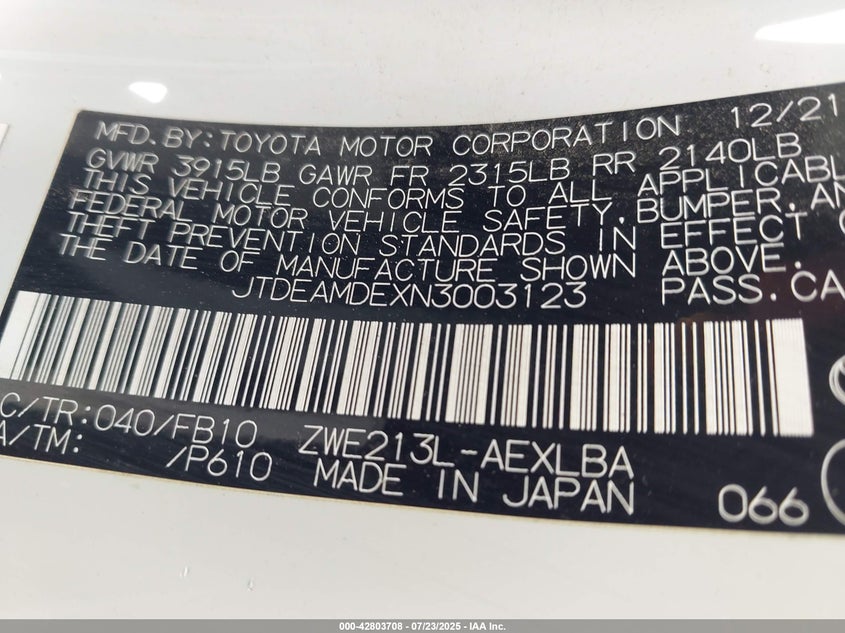 MFD.BY:TOYOTA MOTOR CORPORATION 12/21
GVWR 3915LB GAWR FR 2315LB RR 2140LB
THIS VEHICLE CONFORMS TO ALL APPLICABL
FEDERAL MOTOR VEHICLE SAFETY,BUMPER,AN
THEFT PREVENTION STANDARDS IN EFFECT
THE DATE OF MANUFACTURE SHOWN ABOVE.
JTDEAMDEXN3003123 PASS.CA
C/TR:040/FB10 ZWE213L-AEXLBA
A/TM: /P610 MADE IN JAPAN 066
000-42803708 - 07/23/2025 - IAA Inc.